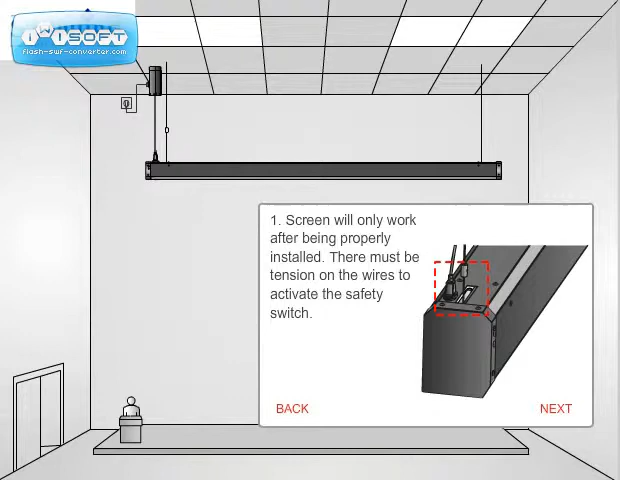 iWiSOFT
flash-swf-converter.com
1. Screen will only work
after being properly
installed. There must be
tension on the wires to
activate the safety
switch.
BACK
NEXT